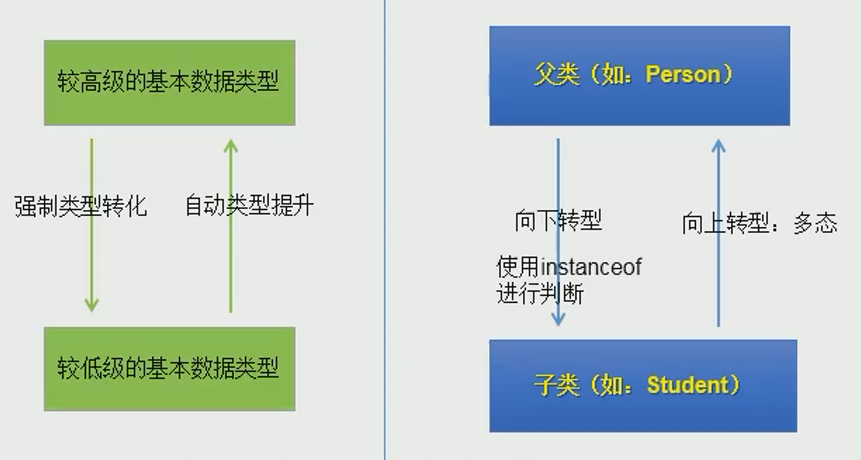 较高级的基本数据类型
强制类型转化
自动类型提升
较低级的基本数据类型
父类（如：Person）
向下转型
使用instanceof
进行判断
向上转型：多态
子类（如：Student）